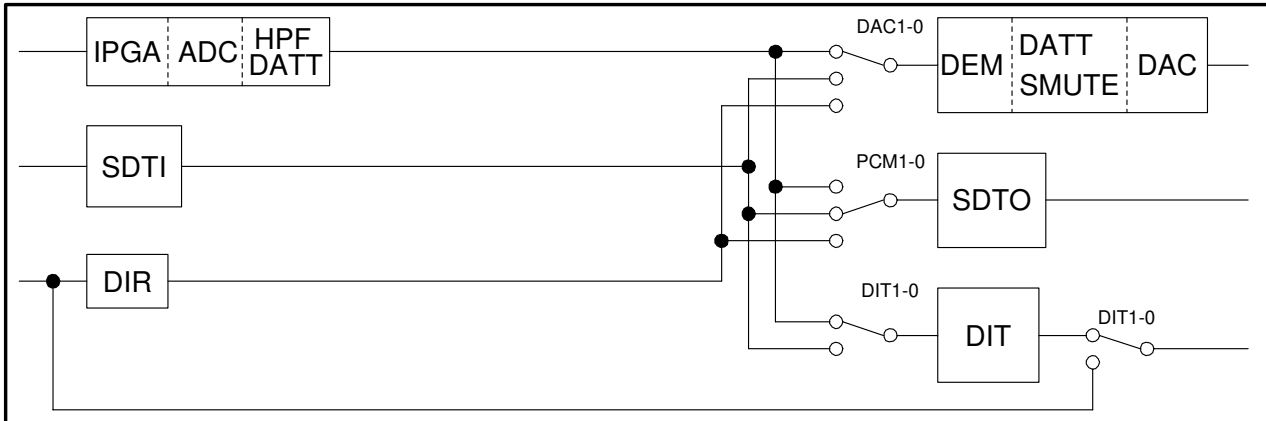 IPGA ADC HPF DATT
DAC1-0
DEM DATT SMUTE DAC
SDTI
PCM1-0
SDTO
DIR
DIT1-0
DIT
DIT1-0